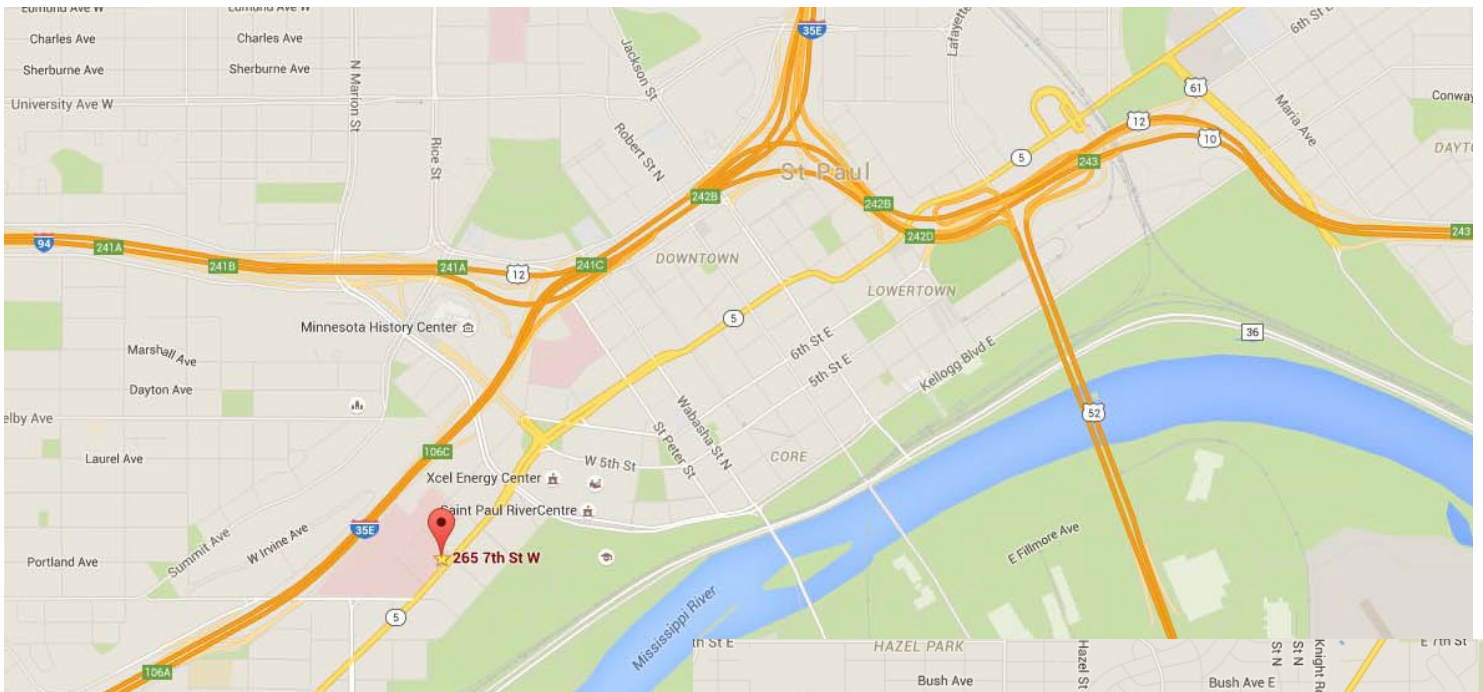 Edmund Ave W
Charles Ave
Charles Ave
Sherburne Ave
Sherburne Ave
University Ave W
N Marion St
Rice St
Jackson St
Robert St N
35E
Lafayette
6th St E
61
Maria Ave
Conway
12
10
5
243
St Paul
242B
242B
242D
94
241A
241B
241A
12
241C
DOWNTOWN
LOWERTOWN
243
Minnesota History Center
5
36
Marshall Ave
Dayton Ave
elby Ave
Laurel Ave
6th St E
5th St E
Kellogg Blvd E
52
106C
Wabasha St N
St Peter St
W 5th St
CORE
Xcel Energy Center
Saint Paul RiverCentre
35E
Summit Ave
W Irvine Ave
Portland Ave
265 7th St W
E Fillmore Ave
5
Mississippi River
106A
HAZEL PARK
Hazel St
St N
St N
E 7th St
Bush Ave
Bush Ave E